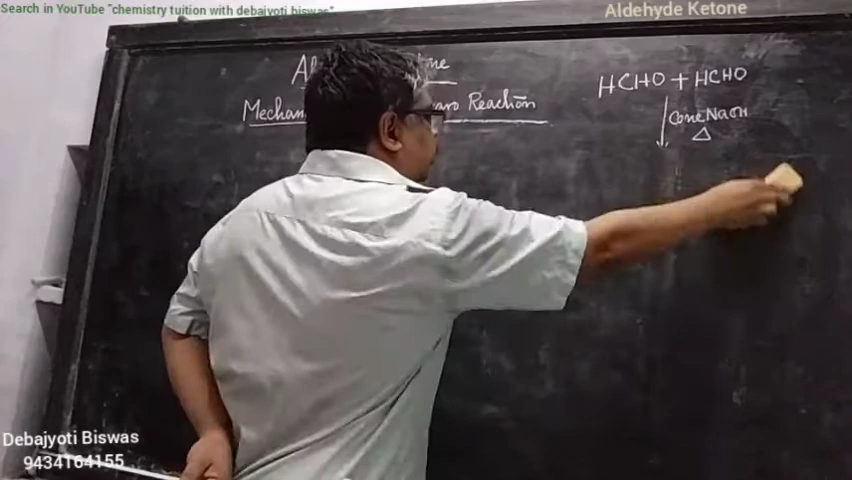 Search in YouTube "chemistry tuition with debajyoti biswas"
Aldehyde Ketone
HCHO + HCHO
Reaction
Conc NaOH
Δ
Debajyoti Biswas
9434164155